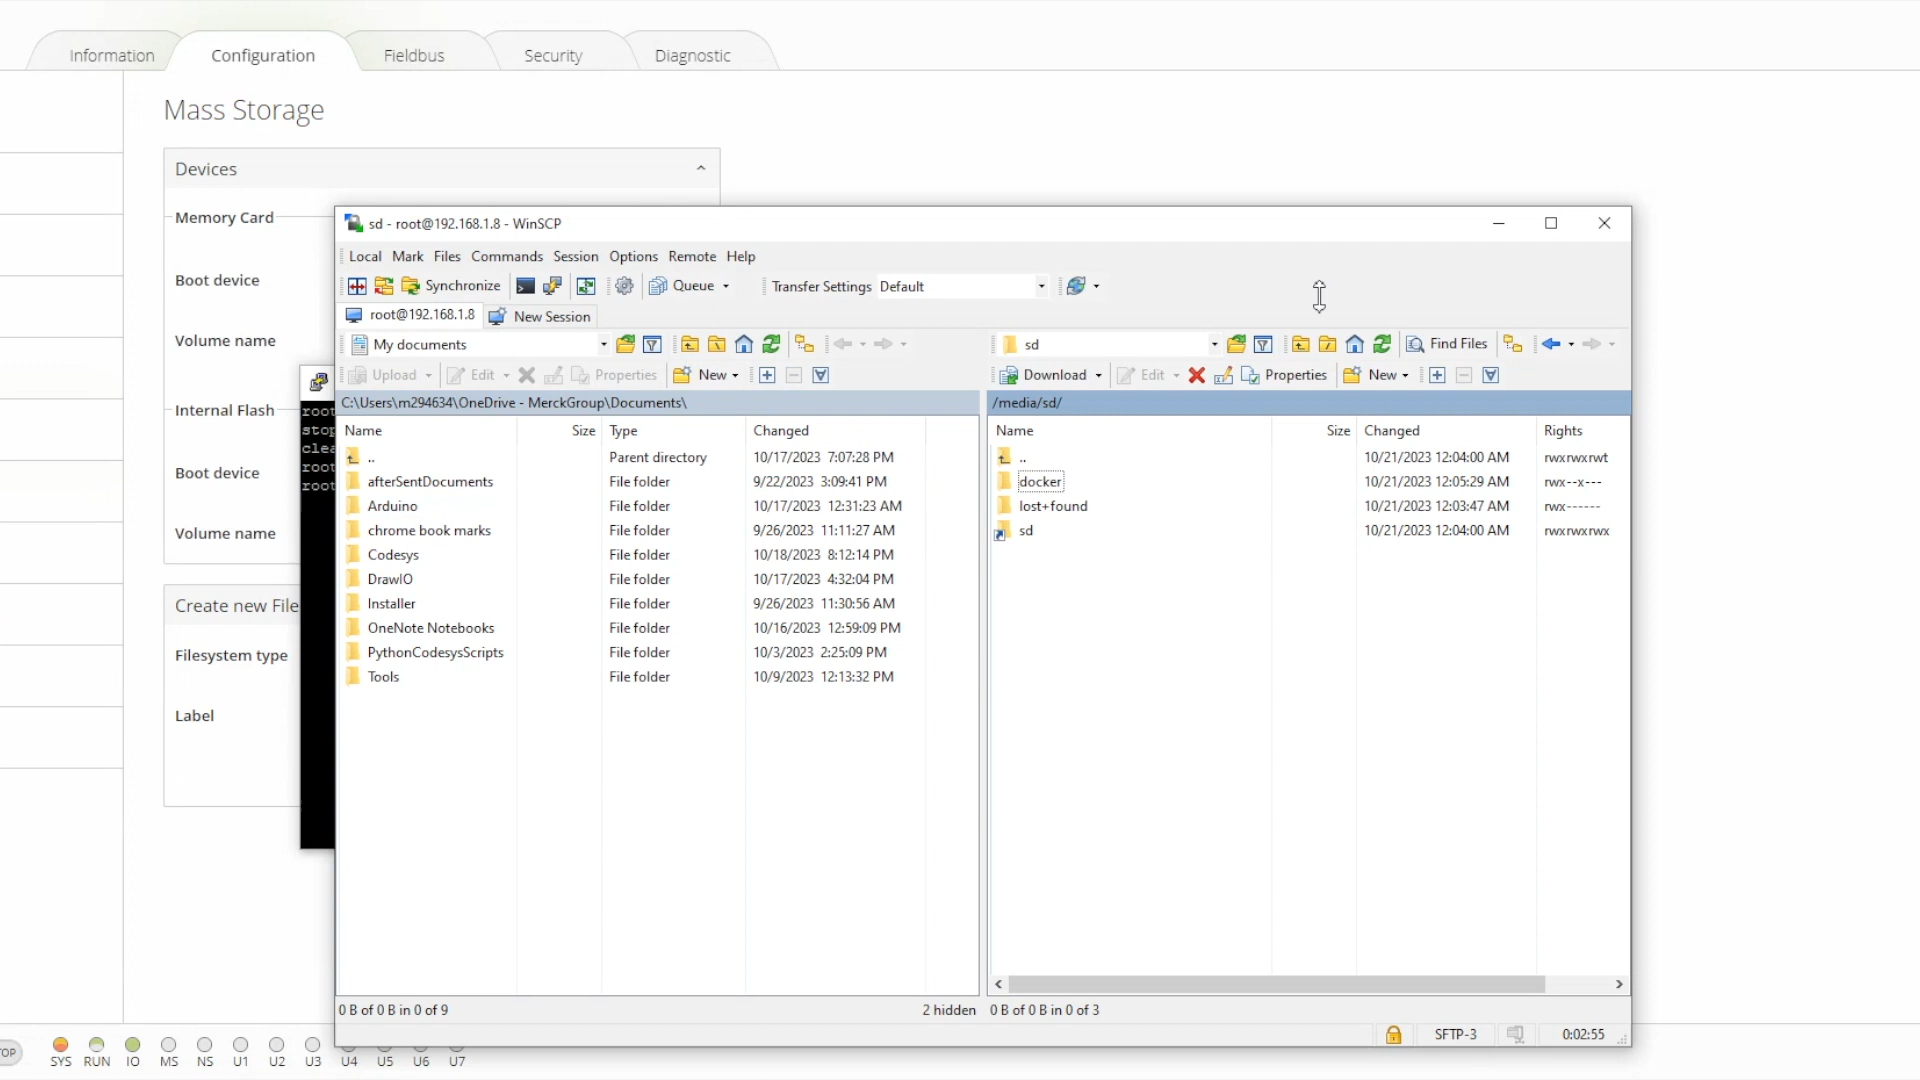 Information Configuration Fieldbus Security Diagnostic
Mass Storage
Devices
Memory Card
Boot device
Volume name
Internal Flash
Boot device
Volume name
Create new File
Filesystem type
Label
root
stop
clea
root
root
sd - root@192.168.1.8 - WinSCP
Local Mark Files Commands Session Options Remote Help
Synchronize Queue Transfer Settings Default
root@192.168.1.8 New Session
My documents
Upload Edit Properties New
C:\Users\m294634\OneDrive - MerckGroup\Documents\
Name Size Type Changed
.. Parent directory 10/17/2023 7:07:28 PM
afterSentDocuments File folder 9/22/2023 3:09:41 PM
Arduino File folder 10/17/2023 12:31:23 AM
chrome book marks File folder 9/26/2023 11:11:27 AM
Codesys File folder 10/18/2023 8:12:14 PM
DrawIO File folder 10/17/2023 4:32:04 PM
Installer File folder 9/26/2023 11:30:56 AM
OneNote Notebooks File folder 10/16/2023 12:59:09 PM
PythonCodesysScripts File folder 10/3/2023 2:25:09 PM
Tools File folder 10/9/2023 12:13:32 PM
0 B of 0 B in 0 of 9 2 hidden
sd Find Files
Download Edit Properties New
/media/sd/
Name Size Changed Rights
.. 10/21/2023 12:04:00 AM rwxrwxrwt
docker 10/21/2023 12:05:29 AM rwx--x---
lost+found 10/21/2023 12:03:47 AM rwx------
sd 10/21/2023 12:04:00 AM rwxrwxrwx
0 B of 0 B in 0 of 3
SFTP-3 0:02:55
TOP SYS RUN IO MS NS U1 U2 U3 U4 U5 U6 U7